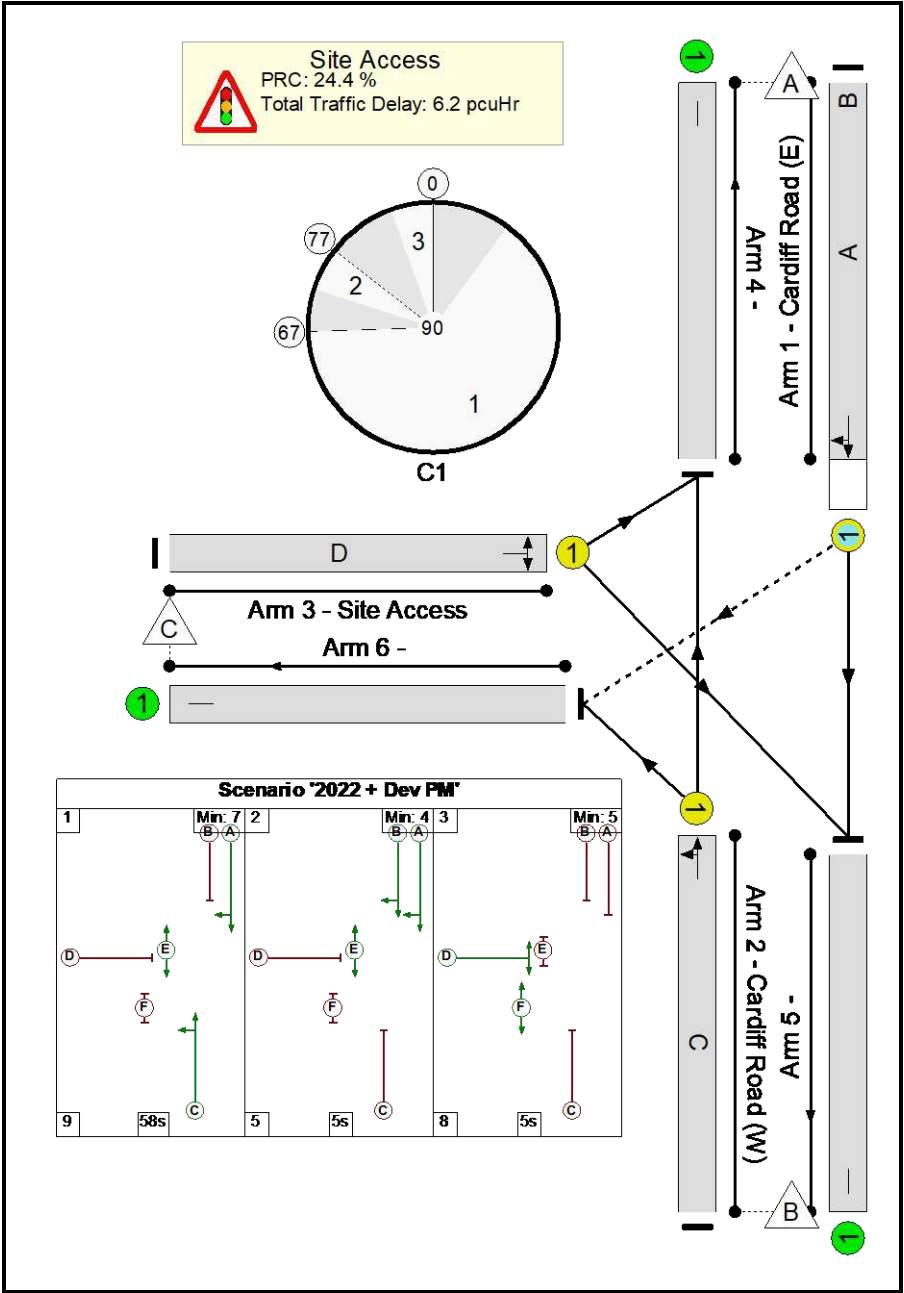 Site Access
PRC: 24.4 %
Total Traffic Delay: 6.2 pcuHr
1
A
B
0
3
77
2
67
90
1
C1
A
Arm 1 - Cardiff Road (E)
Arm 4 -
D
1
1
Arm 3 - Site Access
C
Arm 6 -
1
1
Scenario '2022 + Dev PM'
1
Min: 7
2
Min: 4
3
Min: 5
B
A
B
A
B
A
D
E
D
E
D
E
F
F
F
C
C
C
9
58s
5
5s
8
5s
C
Arm 2 - Cardiff Road (W)
Arm 5 -
B
1